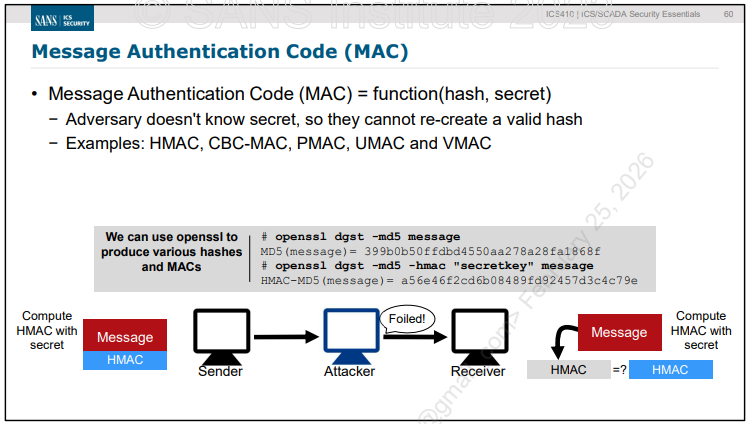 © SANS Institute 2026
SANS | ICS SECURITY
ICS410 | ICS/SCADA Security Essentials 60
Message Authentication Code (MAC)
• Message Authentication Code (MAC) = function(hash, secret)
− Adversary doesn't know secret, so they cannot re-create a valid hash
− Examples: HMAC, CBC-MAC, PMAC, UMAC and VMAC
We can use openssl to
produce various hashes
and MACs
# openssl dgst -md5 message
MD5(message)= 399b0b50ffdbd4550aa278a28fa1868f
# openssl dgst -md5 -hmac "secretkey" message
HMAC-MD5(message)= a56e46f2cd6b08489fd92457d3c4c79e
Compute
HMAC with
secret
Message
HMAC
Sender
Foiled!
Attacker
Receiver
Message
HMAC =? HMAC
Compute
HMAC with
secret
@gmail.com> February 25, 2026